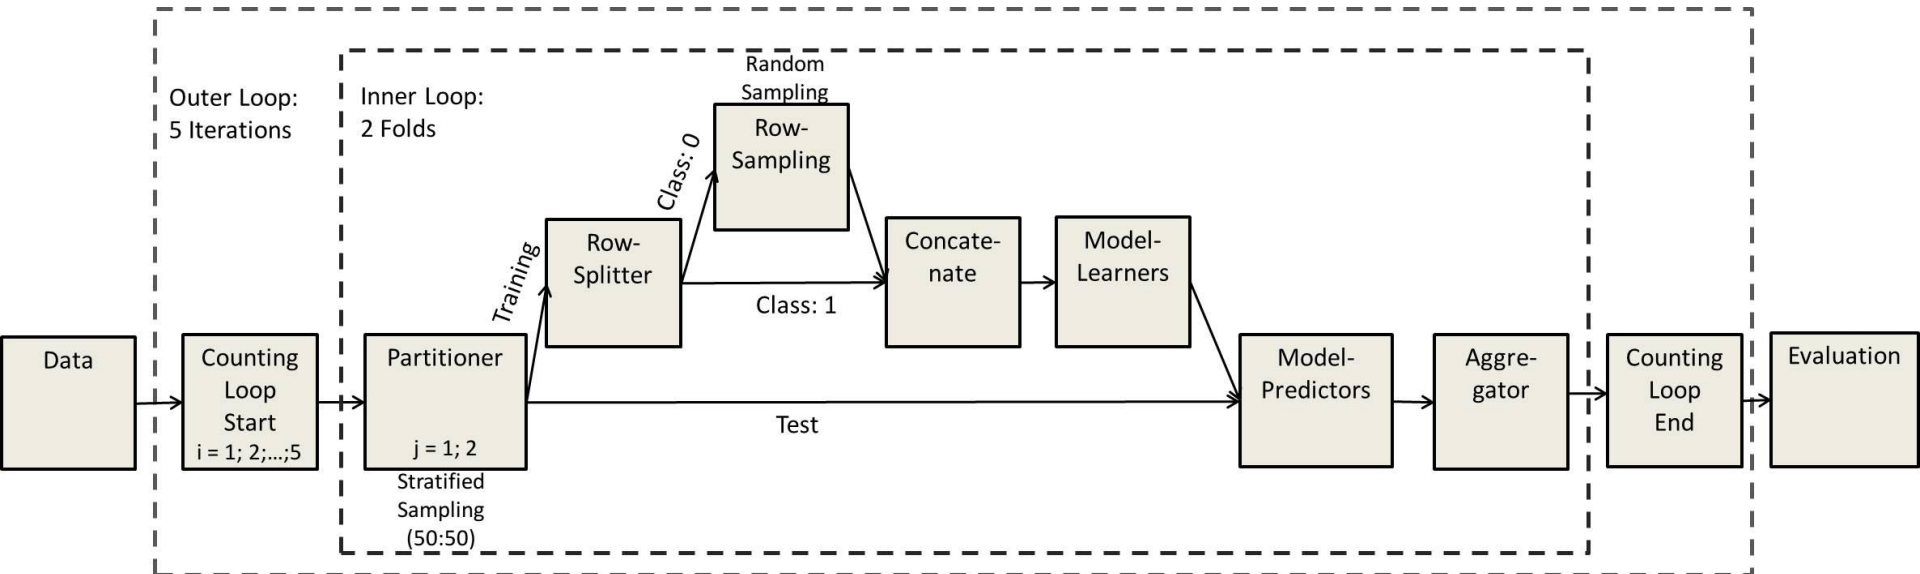 Outer Loop:
5 Iterations
Inner Loop:
2 Folds
Random
Sampling
Row-
Sampling
Class: 0
Training
Row-
Splitter
Class: 1
Concate-
nate
Model-
Learners
Data
Counting
Loop
Start
i = 1; 2;...;5
Partitioner
j = 1; 2
Stratified
Sampling
(50:50)
Test
Model-
Predictors
Aggre-
gator
Counting
Loop
End
Evaluation